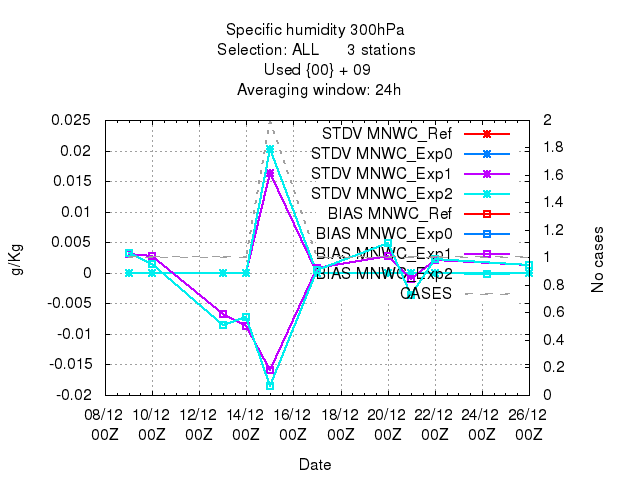 Specific humidity 300hPa
Selection: ALL 3 stations
Used {00} + 09
Averaging window: 24h
STDV MNWC_Ref
STDV MNWC_Exp0
STDV MNWC_Exp1
STDV MNWC_Exp2
BIAS MNWC_Ref
BIAS MNWC_Exp0
BIAS MNWC_Exp1
BIAS MNWC_Exp2
CASES
g/Kg
0.025
0.02
0.015
0.01
0.005
0
-0.005
-0.01
-0.015
-0.02
No cases
2
1.8
1.6
1.4
1.2
1
0.8
0.6
0.4
0.2
0
08/12 10/12 12/12 14/12 16/12 18/12 20/12 22/12 24/12 26/12
00Z 00Z 00Z 00Z 00Z 00Z 00Z 00Z 00Z 00Z
Date